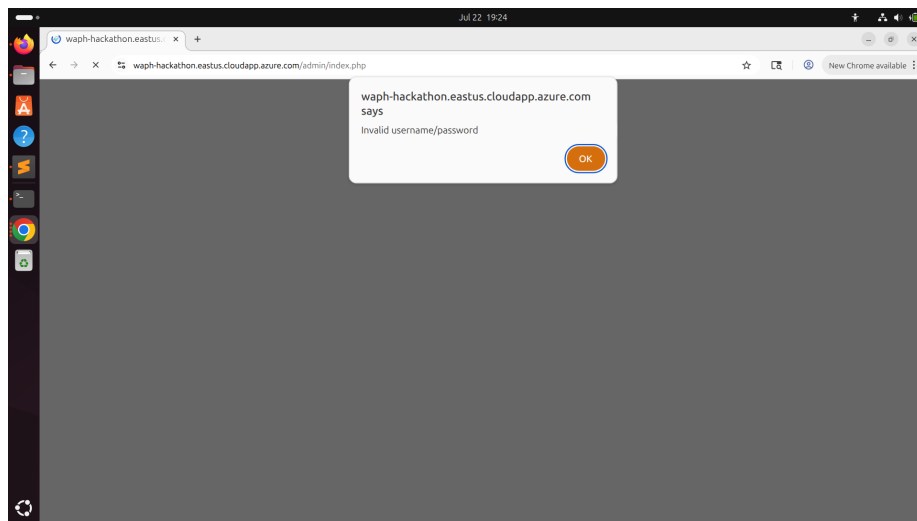 Jul 22 19:24
waph-hackathon.eastus.c
waph-hackathon.eastus.cloudapp.azure.com/admin/index.php
New Chrome available
waph-hackathon.eastus.cloudapp.azure.com
says
Invalid username/password
OK